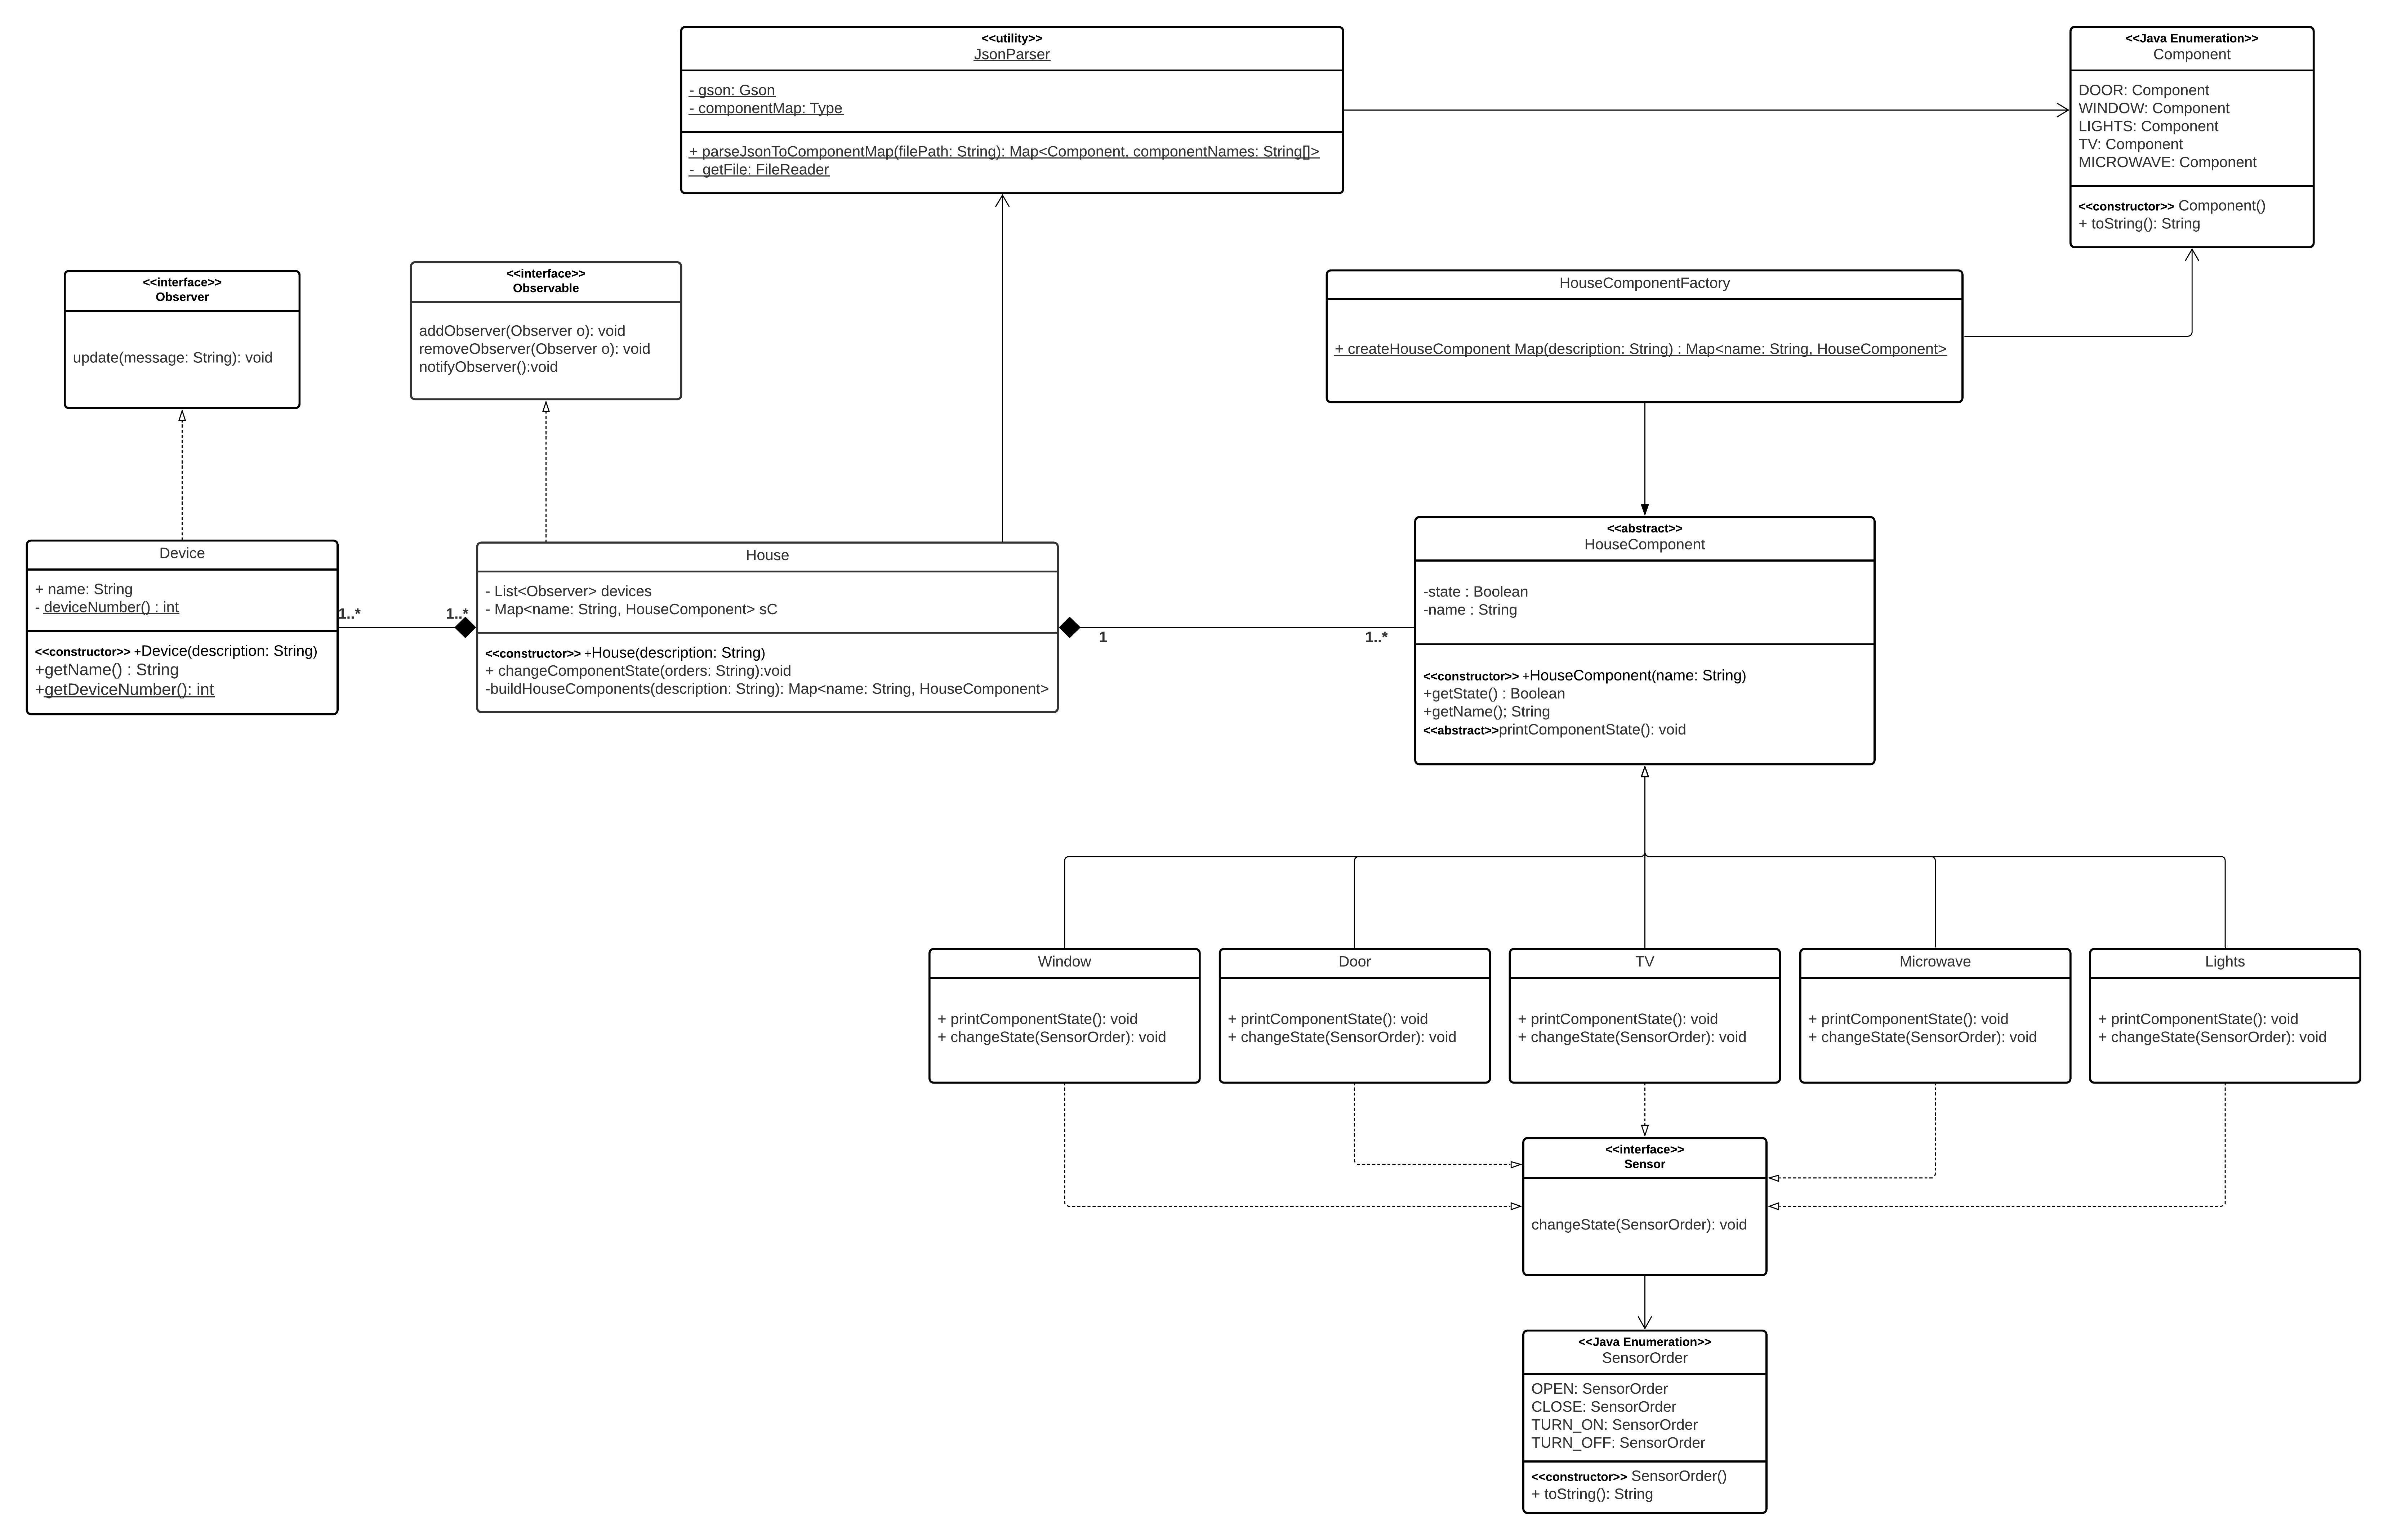 <<utility>>
JsonParser
- gson: Gson
- componentMap: Type
+ parseJsonToComponentMap(filePath: String): Map<Component, componentNames: String[]>
-  getFile: FileReader
<<Java Enumeration>>
Component
DOOR: Component
WINDOW: Component
LIGHTS: Component
TV: Component
MICROWAVE: Component
<<constructor>> Component()
+ toString(): String
<<interface>>
Observer
update(message: String): void
<<interface>>
Observable
addObserver(Observer o): void
removeObserver(Observer o): void
notifyObserver():void
HouseComponentFactory
+ createHouseComponent Map(description: String) : Map<name: String, HouseComponent>
Device
+ name: String
- deviceNumber() : int
<<constructor>> +Device(description: String)
+getName() : String
+getDeviceNumber(): int
1..*
1..*
House
- List<Observer> devices
- Map<name: String, HouseComponent> sC
<<constructor>> +House(description: String)
+ changeComponentState(orders: String):void
-buildHouseComponents(description: String): Map<name: String, HouseComponent>
1
1..*
<<abstract>>
HouseComponent
-state : Boolean
-name : String
<<constructor>> +HouseComponent(name: String)
+getState() : Boolean
+getName(); String
<<abstract>>printComponentState(): void
Window
+ printComponentState(): void
+ changeState(SensorOrder): void
Door
+ printComponentState(): void
+ changeState(SensorOrder): void
TV
+ printComponentState(): void
+ changeState(SensorOrder): void
Microwave
+ printComponentState(): void
+ changeState(SensorOrder): void
Lights
+ printComponentState(): void
+ changeState(SensorOrder): void
<<interface>>
Sensor
changeState(SensorOrder): void
<<Java Enumeration>>
SensorOrder
OPEN: SensorOrder
CLOSE: SensorOrder
TURN_ON: SensorOrder
TURN_OFF: SensorOrder
<<constructor>> SensorOrder()
+ toString(): String